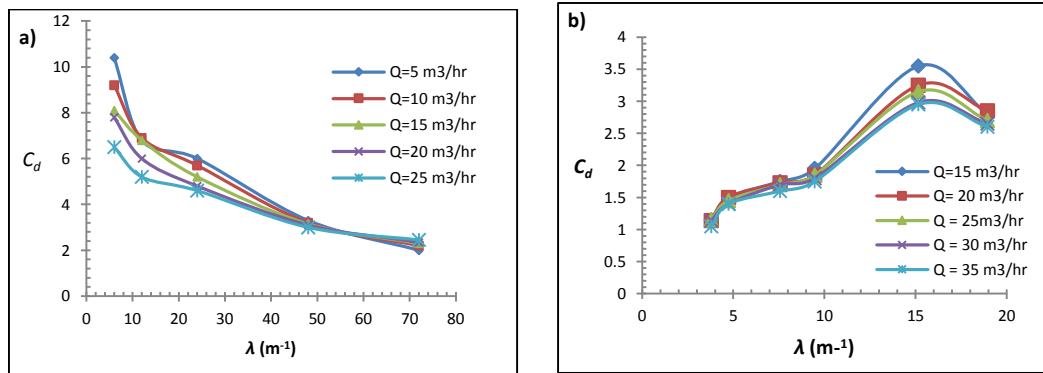 a)
12
10
8
6
4
2
0
C_d
0 10 20 30 40 50 60 70 80
λ (m⁻¹)
Q=5 m3/hr
Q=10 m3/hr
Q=15 m3/hr
Q=20 m3/hr
Q=25 m3/hr
b)
4
3.5
3
2.5
2
1.5
1
0.5
0
C_d
0 5 10 15 20
λ (m-¹)
Q=15 m3/hr
Q= 20 m3/hr
Q = 25m3/hr
Q = 30 m3/hr
Q = 35 m3/hr